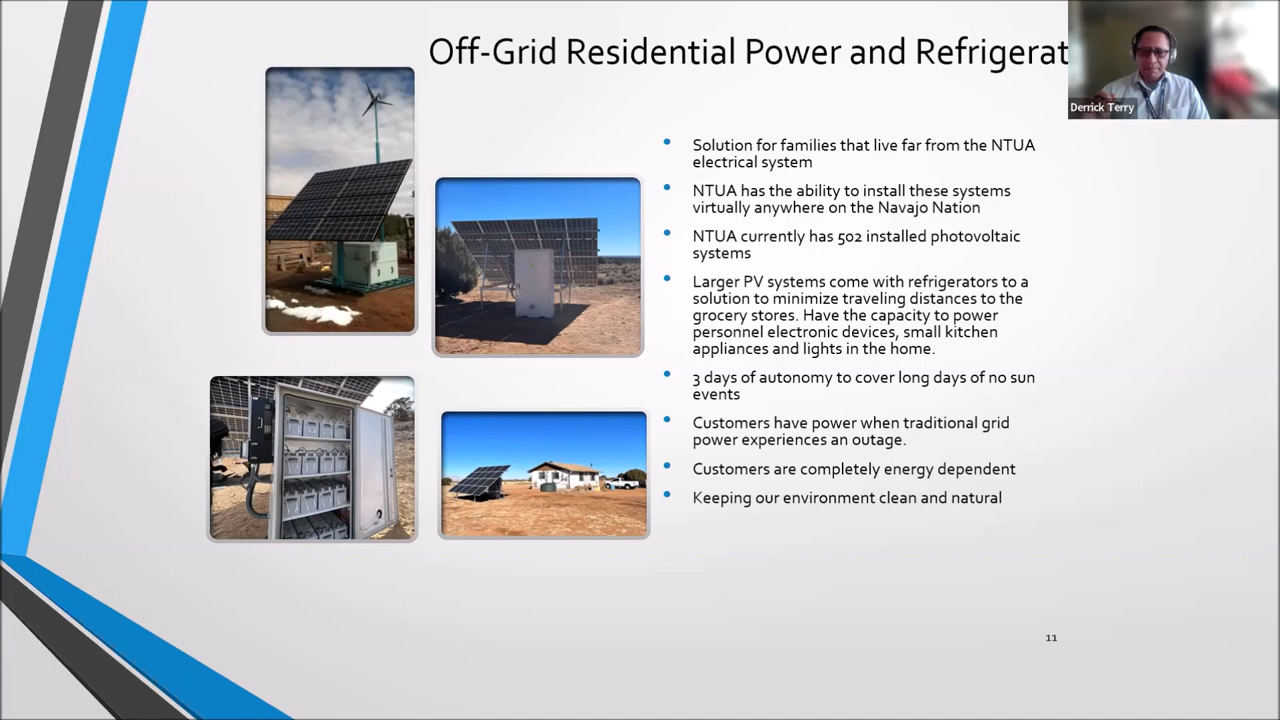 Off-Grid Residential Power and Refrigerat
Derrick Terry
Solution for families that live far from the NTUA
electrical system
NTUA has the ability to install these systems
virtually anywhere on the Navajo Nation
NTUA currently has 502 installed photovoltaic
systems
Larger PV systems come with refrigerators to a
solution to minimize traveling distances to the
grocery stores. Have the capacity to power
personnel electronic devices, small kitchen
appliances and lights in the home.
3 days of autonomy to cover long days of no sun
events
Customers have power when traditional grid
power experiences an outage.
Customers are completely energy dependent
Keeping our environment clean and natural
11